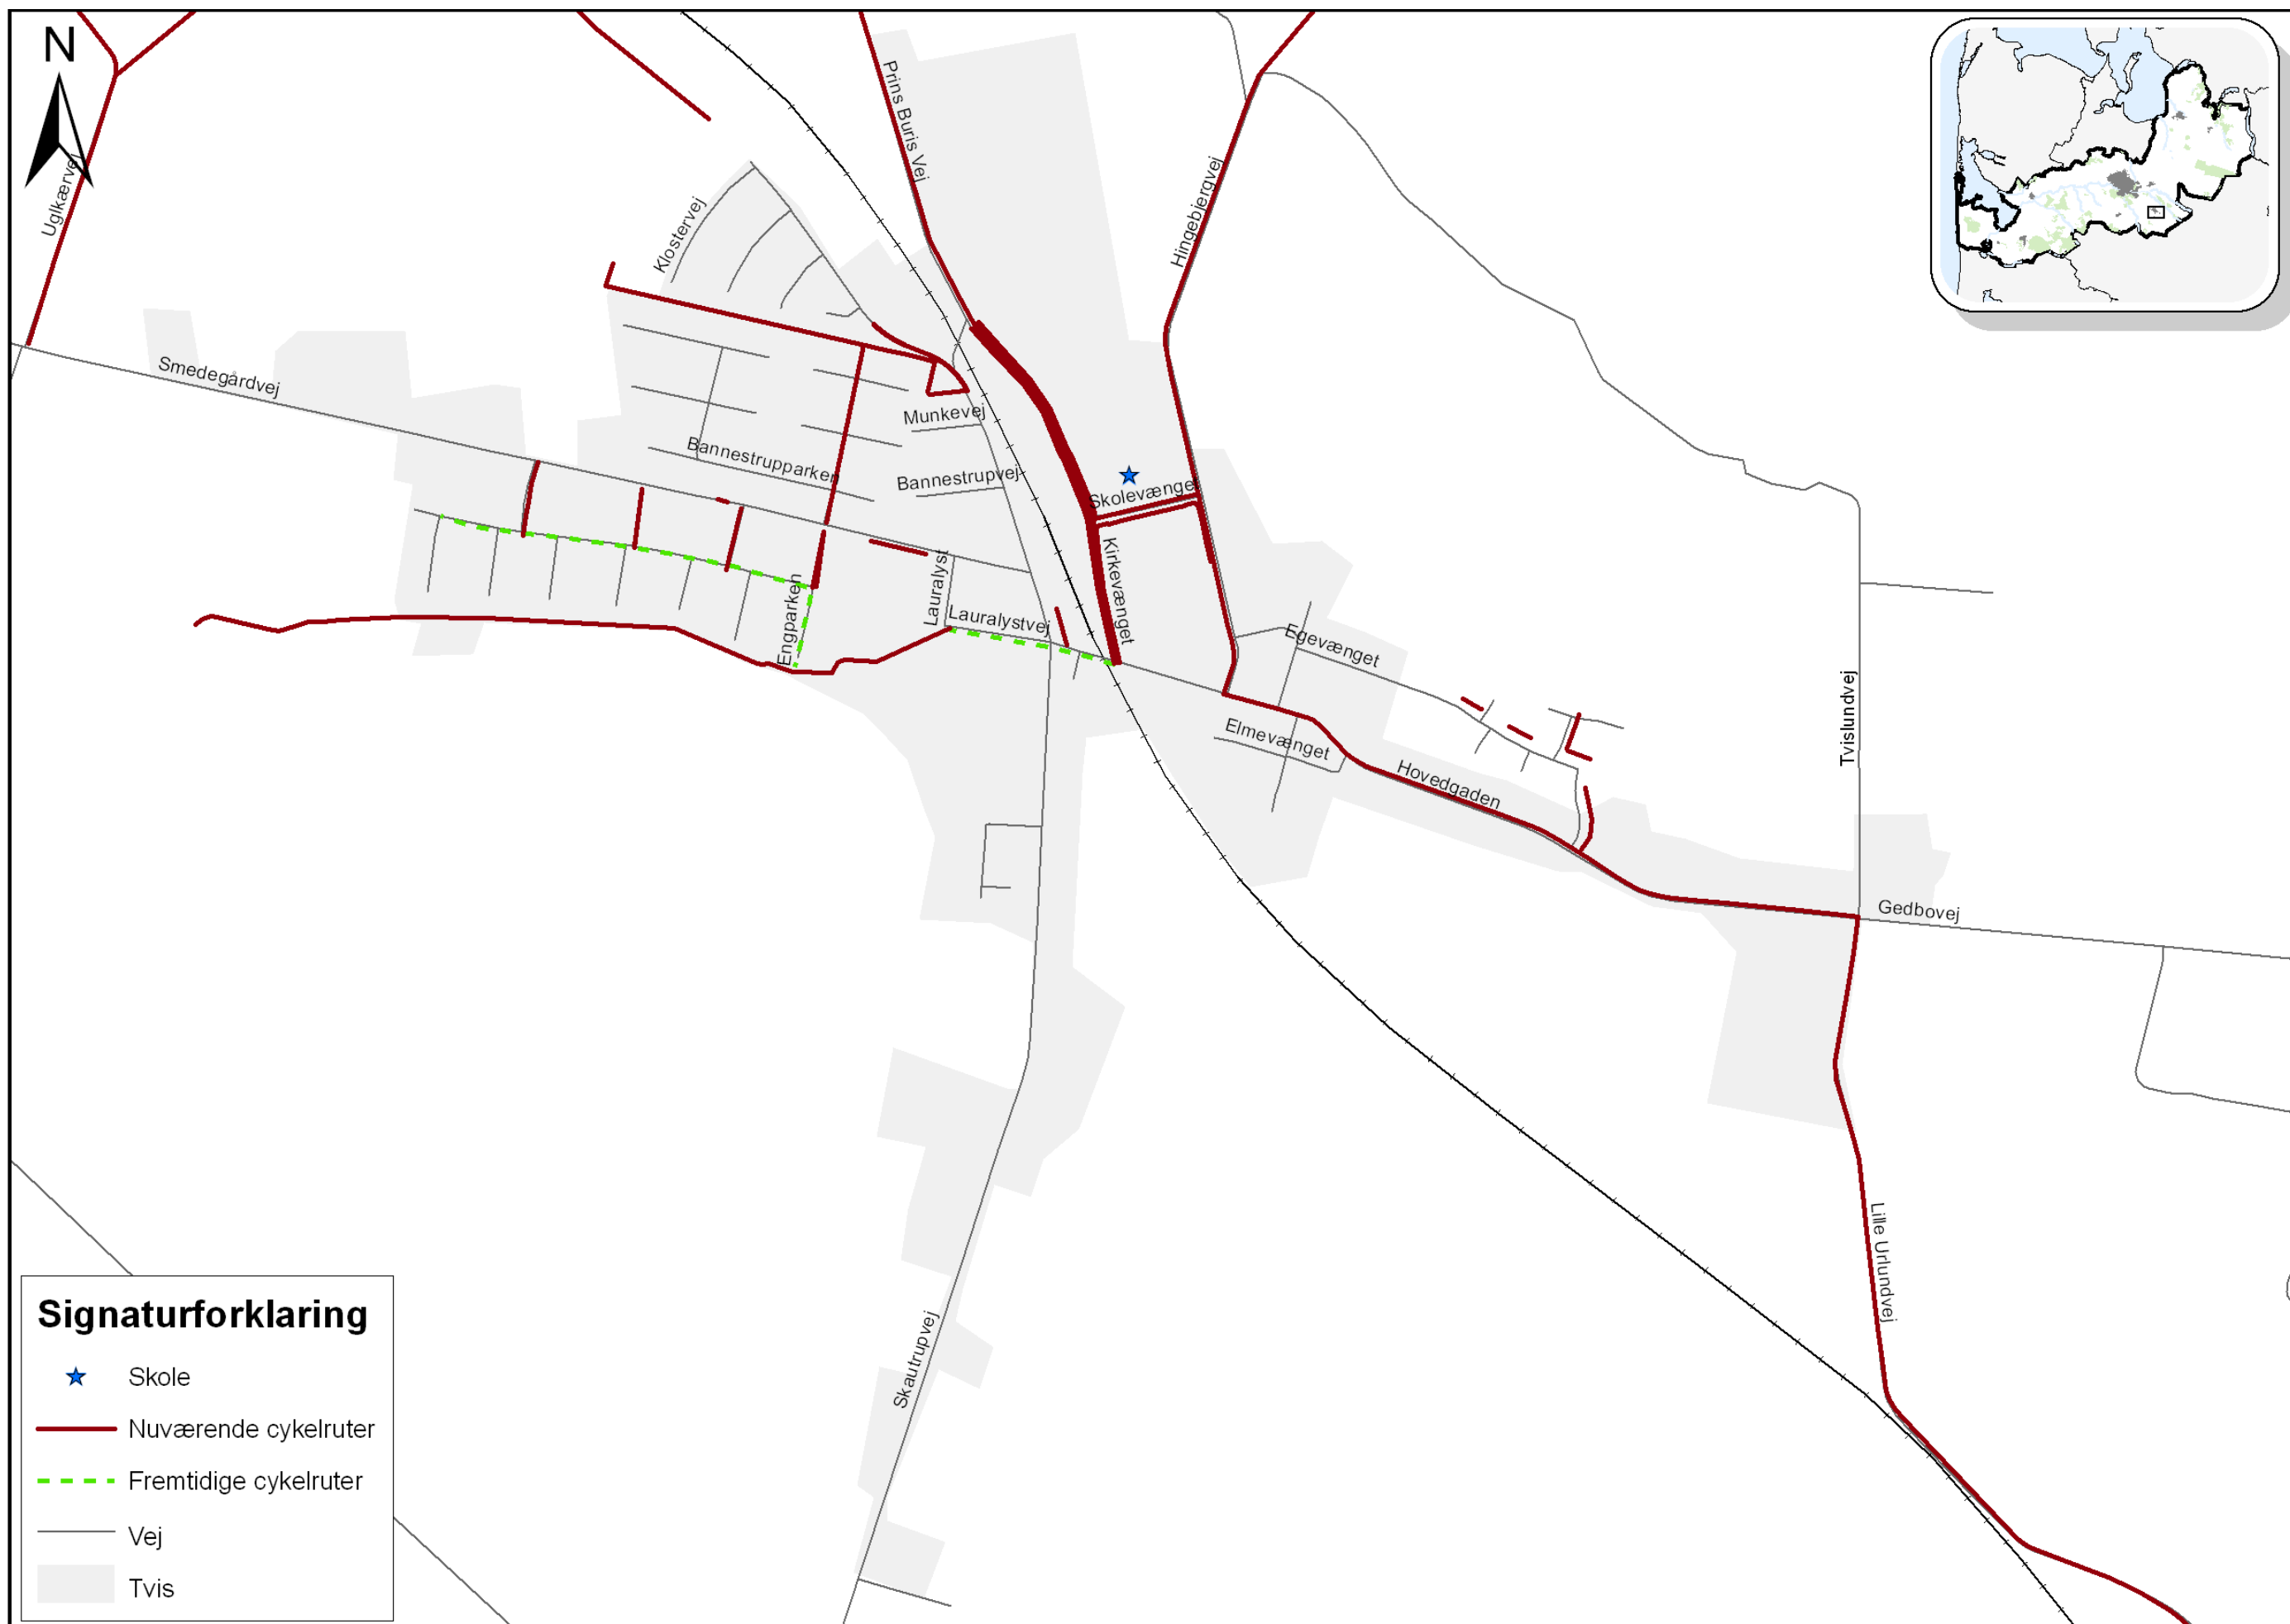 N
Uglkærvej
Prins Buris Vej
Hingebjergvej
Klostervej
Smedegårdvej
Munkevej
Bannestrupparken
Bannestrupvej
Skolevænget
Kirkevænget
Lauralyst
Lauralystvej
Engparken
Egevænget
Elmevænget
Hovedgaden
Tvislundvej
Gedbovej
Lille Urlundvej
Skautrupvej
Signaturforklaring
Skole
Nuværende cykelruter
Fremtidige cykelruter
Vej
Tvis